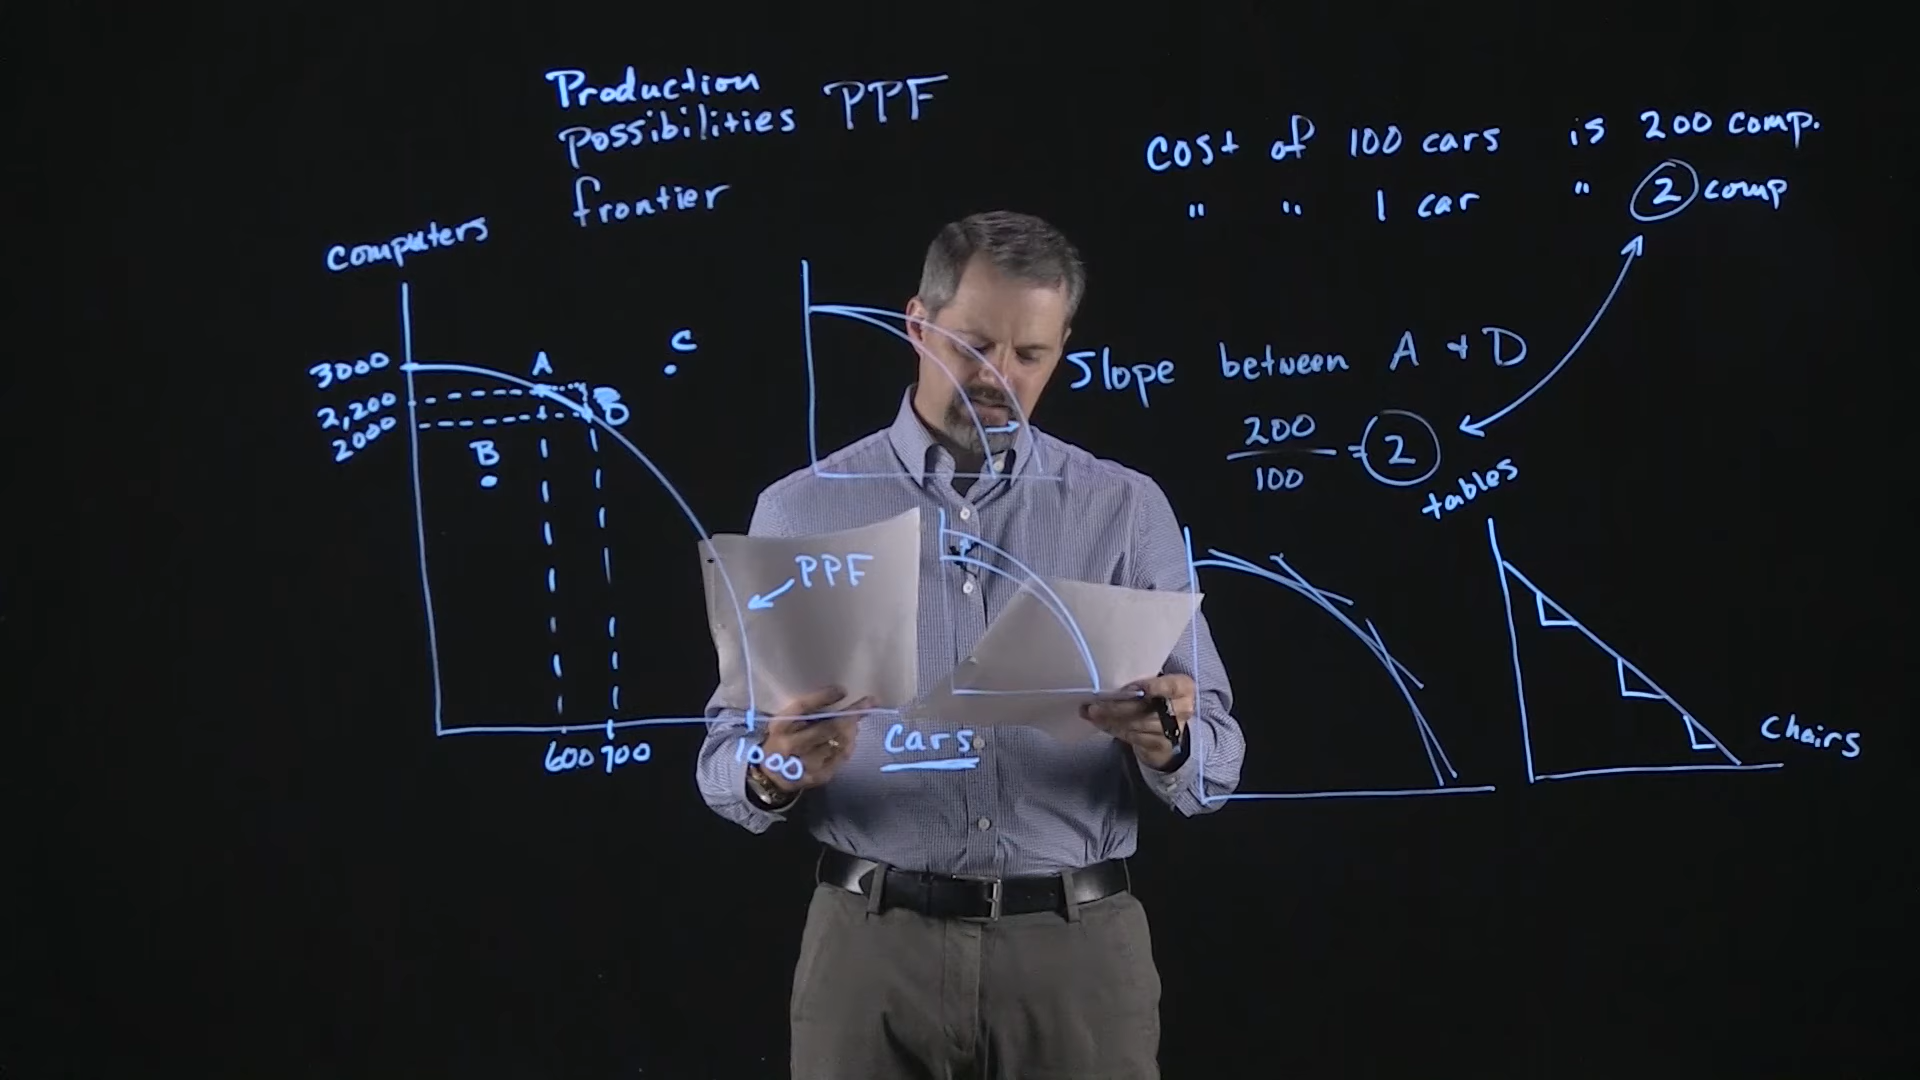 Production
possibilities PPF
frontier
Cost of 100 cars is 200 comp.
" " 1 car " 2 comp
computers
3000
2,200
2000
A
B
C
D
PPF
600 700 1000
Cars
Slope between A + D
200
100
= 2
tables
Chairs